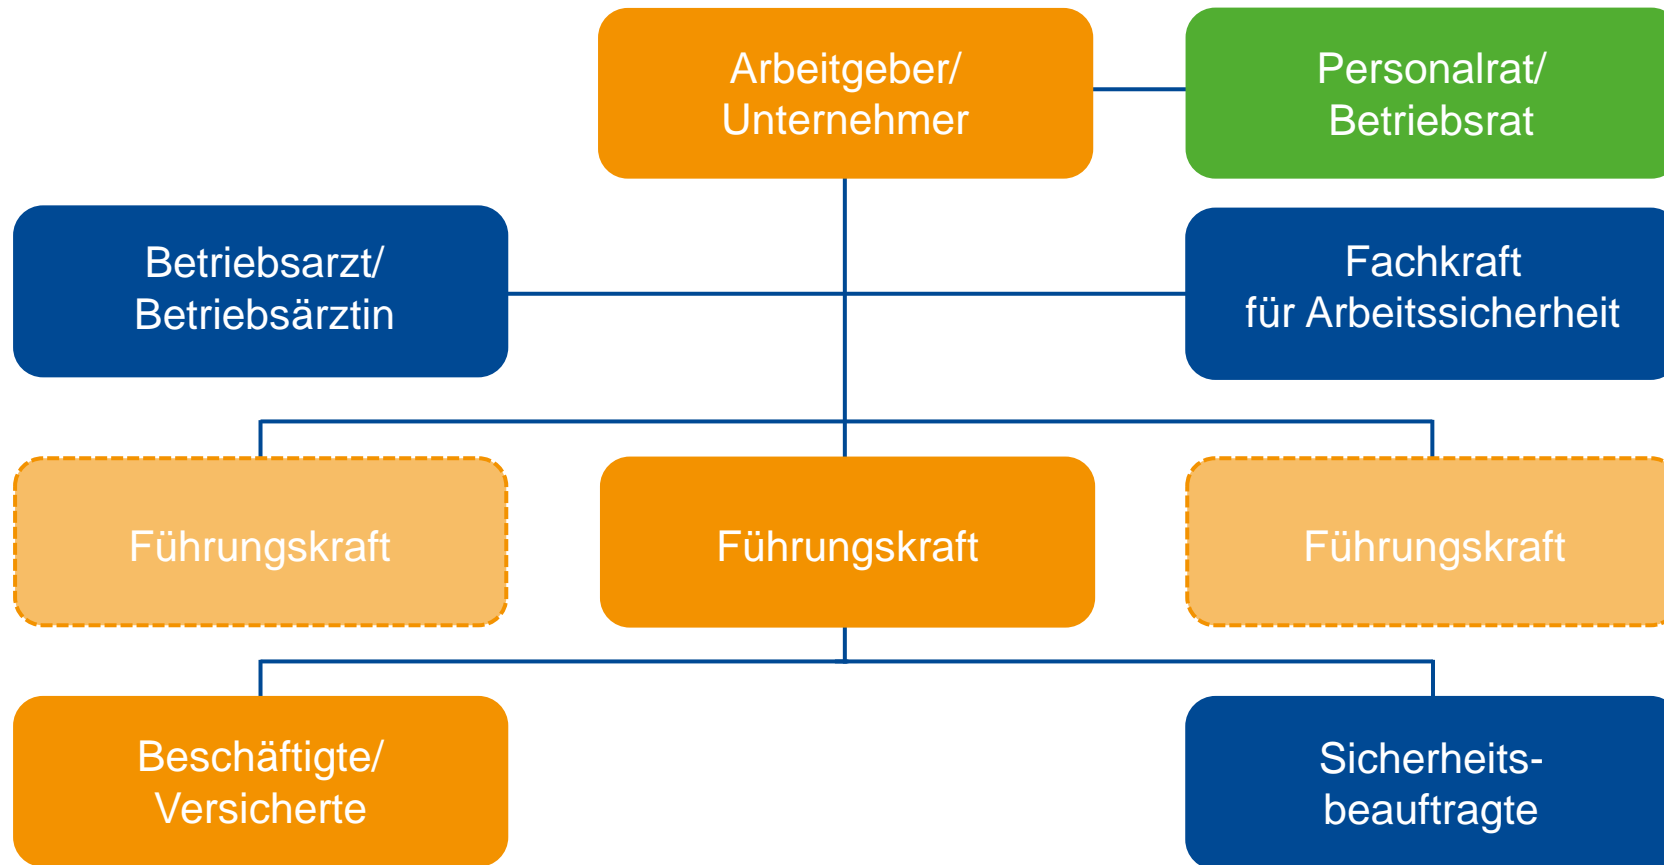 Arbeitgeber/
Unternehmer
Personalrat/
Betriebsrat
Betriebsarzt/
Betriebsärztin
Fachkraft
für Arbeitssicherheit
Führungskraft
Führungskraft
Führungskraft
Beschäftigte/
Versicherte
Sicherheits-
beauftragte